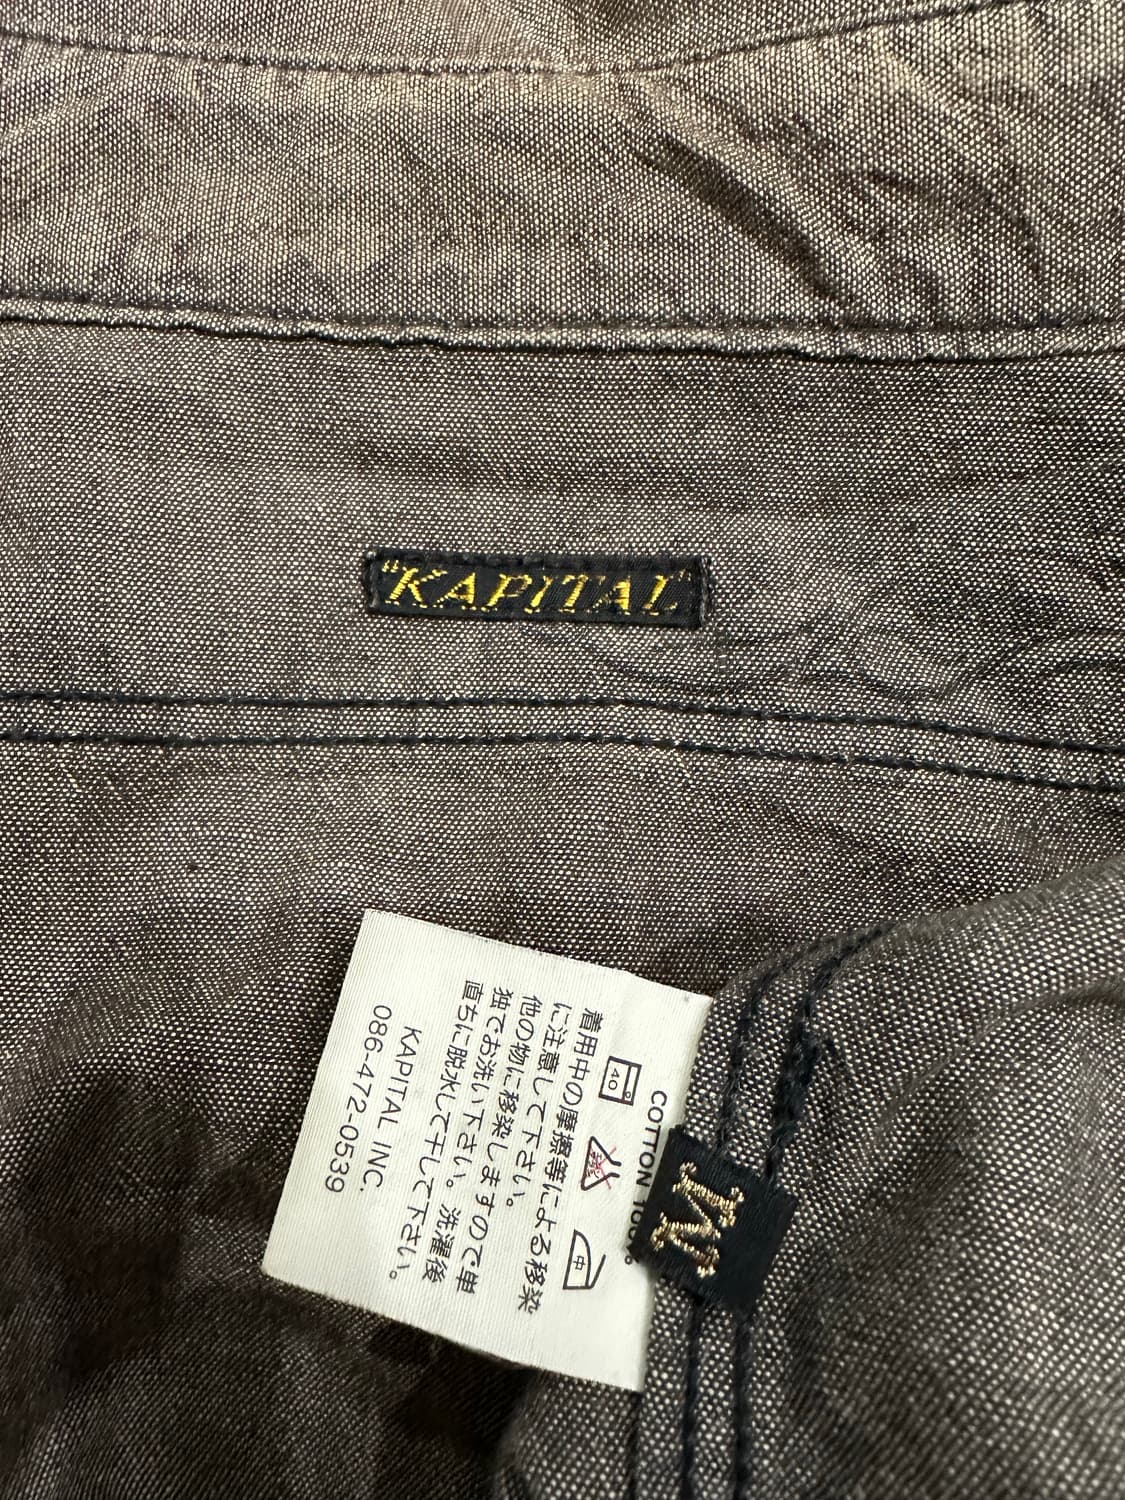 "KAPITAL"
COTTON 100%
40
中
着用中の摩擦等による移染
に注意して下さい。
他の物に移染しますので単
独でお洗い下さい。洗濯後
直ちに脱水して干して下さい。
KAPITAL INC.
086-472-0539
M